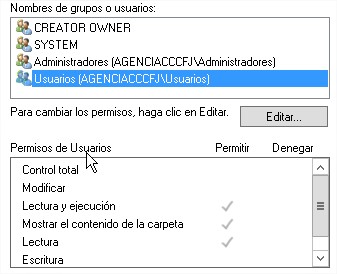 Nombres de grupos o usuarios:
CREATOR OWNER
SYSTEM
Administradores (AGENCIACCCFJ\Administradores)
Usuarios (AGENCIACCCFJ\Usuarios)
Para cambiar los permisos, haga clic en Editar.
Editar...
Permisos de Usuarios Permitir Denegar
Control total
Modificar
Lectura y ejecución
Mostrar el contenido de la carpeta
Lectura
Escritura